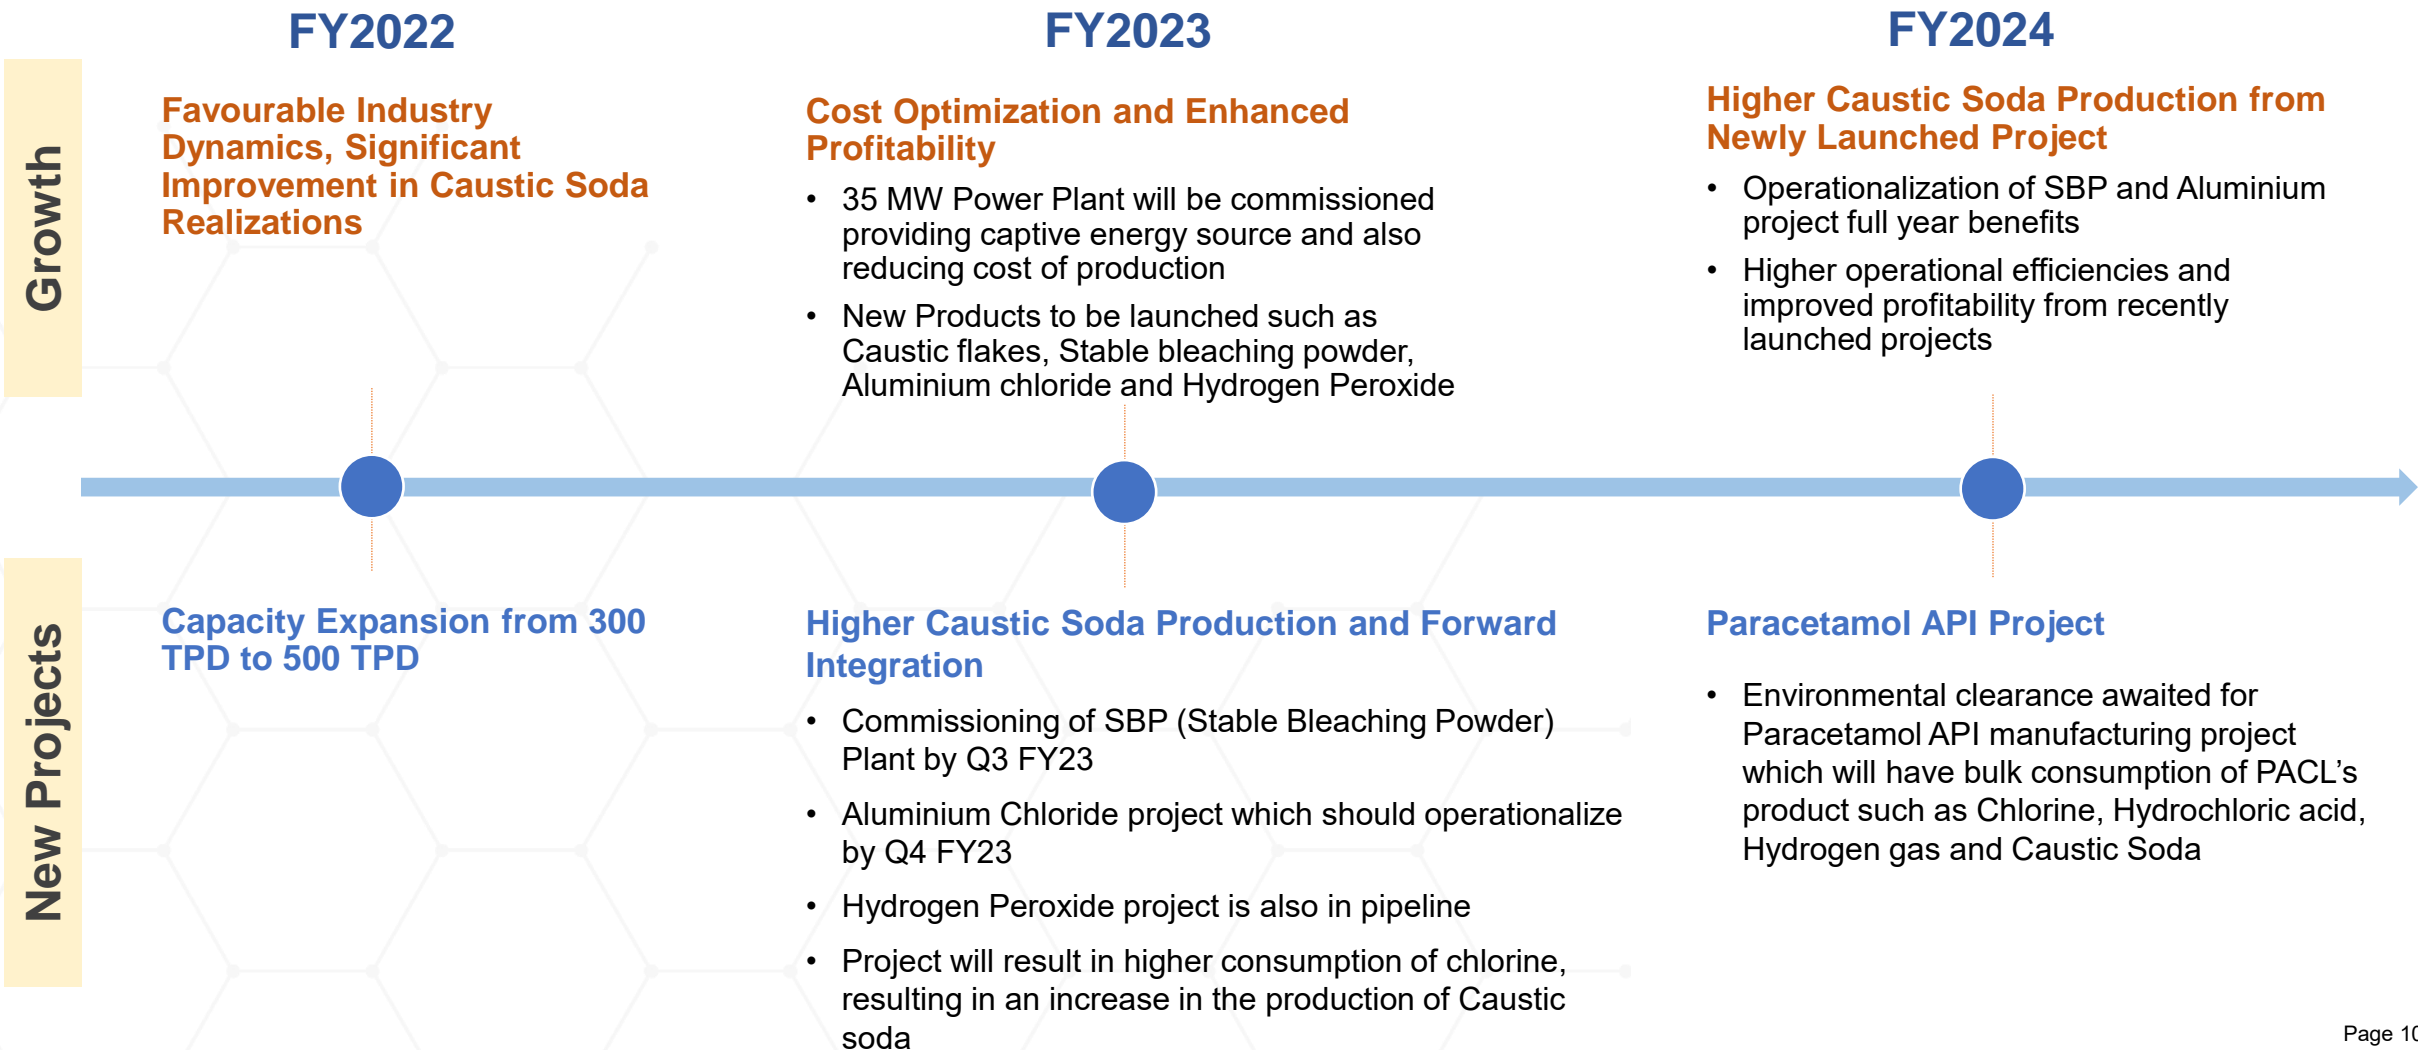 FY2022
FY2023
FY2024
Growth
Favourable Industry
Dynamics, Significant
Improvement in Caustic Soda
Realizations
Cost Optimization and Enhanced
Profitability
• 35 MW Power Plant will be commissioned
providing captive energy source and also
reducing cost of production
• New Products to be launched such as
Caustic flakes, Stable bleaching powder,
Aluminium chloride and Hydrogen Peroxide
Higher Caustic Soda Production from
Newly Launched Project
• Operationalization of SBP and Aluminium
project full year benefits
• Higher operational efficiencies and
improved profitability from recently
launched projects
New Projects
Capacity Expansion from 300
TPD to 500 TPD
Higher Caustic Soda Production and Forward
Integration
• Commissioning of SBP (Stable Bleaching Powder)
Plant by Q3 FY23
• Aluminium Chloride project which should operationalize
by Q4 FY23
• Hydrogen Peroxide project is also in pipeline
• Project will result in higher consumption of chlorine,
resulting in an increase in the production of Caustic
soda
Paracetamol API Project
• Environmental clearance awaited for
Paracetamol API manufacturing project
which will have bulk consumption of PACL’s
product such as Chlorine, Hydrochloric acid,
Hydrogen gas and Caustic Soda
Page 10